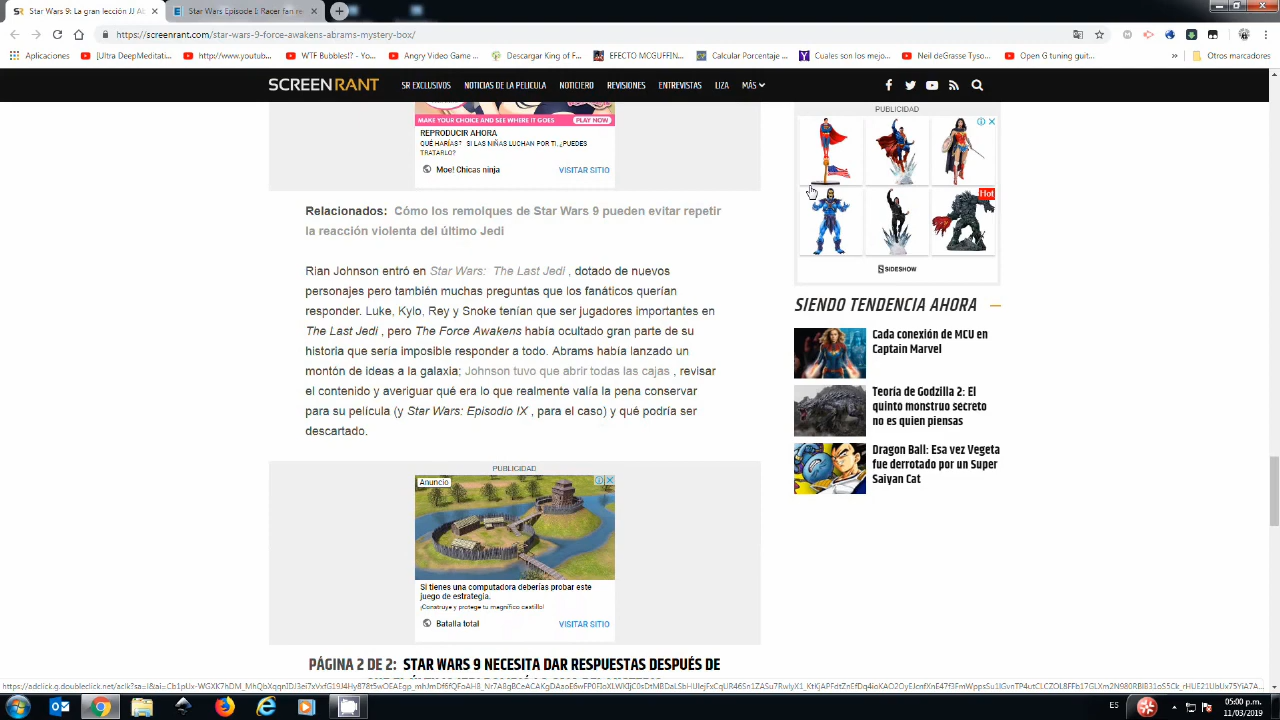 Star Wars 9: La gran lección JJ Ab
Star Wars Episode I: Racer fan re
https://screenrant.com/star-wars-9-force-awakens-abrams-mystery-box/
Aplicaciones
[Ultra DeepMeditati...
http//www/youtub...
WTF Bubbles!? - Yo...
Angry Video Game ...
Descargar King of F...
EFECTO MCGUFFIN...
Calcular Porcentaje ...
Cuales son los mejo...
Neil deGrasse Tyso...
Open G tuning guit...
Otros marcadores
SCREENRANT
SR EXCLUSIVOS
NOTICIAS DE LA PELICULA
NOTICIERO
REVISIONES
ENTREVISTAS
LIZA
MÁS
MAKE YOUR CHOICE AND SEE WHERE IT GOES
PLAY NOW
REPRODUCIR AHORA
QUÉ HARÍAS? SI LAS NIÑAS LUCHAN POR TI, ¿PUEDES
TRATARLO?
Moe! Chicas ninja
VISITAR SITIO
Relacionados: Cómo los remolques de Star Wars 9 pueden evitar repetir
la reacción violenta del último Jedi
Rian Johnson entró en Star Wars: The Last Jedi , dotado de nuevos
personajes pero también muchas preguntas que los fanáticos querían
responder. Luke, Kylo, Rey y Snoke tenían que ser jugadores importantes en
The Last Jedi , pero The Force Awakens había ocultado gran parte de su
historia que sería imposible responder a todo. Abrams había lanzado un
montón de ideas a la galaxia; Johnson tuvo que abrir todas las cajas , revisar
el contenido y averiguar qué era lo que realmente valía la pena conservar
para su película (y Star Wars: Episodio IX , para el caso) y qué podría ser
descartado.
PUBLICIDAD
Anuncio
Si tienes una computadora deberías probar este
juego de estrategia.
¡Construye y protege tu magnífico castillo!
Batalla total
VISITAR SITIO
PÁGINA 2 DE 2: STAR WARS 9 NECESITA DAR RESPUESTAS DESPUÉS DE
PUBLICIDAD
Hot
SIDESHOW
SIENDO TENDENCIA AHORA
Cada conexión de MCU en
Captain Marvel
Teoría de Godzilla 2: El
quinto monstruo secreto
no es quien piensas
Dragon Ball: Esa vez Vegeta
fue derrotado por un Super
Saiyan Cat
ES
05:00 p.m.
11/03/2019